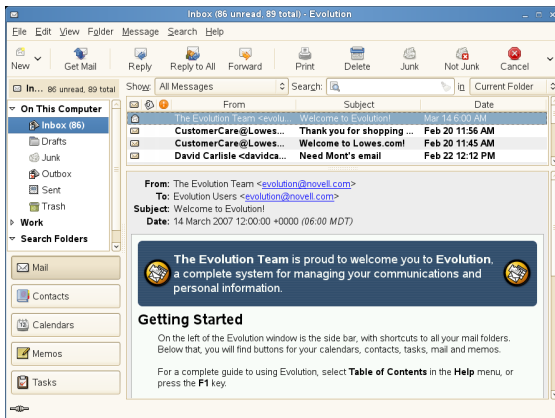 Inbox (86 unread, 89 total) - Evolution
File Edit View Folder Message Search Help
New Get Mail Reply Reply to All Forward Print Delete Junk Not Junk Cancel
In... 86 unread, 89 total
Show: All Messages Search: in Current Folder
On This Computer
Inbox (86)
Drafts
Junk
Outbox
Sent
Trash
Work
Search Folders
Mail
Contacts
Calendars
Memos
Tasks
From Subject Date
The Evolution Team <evolu... Welcome to Evolution! Mar 14 6:00 AM
CustomerCare@Lowes... Thank you for shopping ... Feb 20 11:56 AM
CustomerCare@Lowes... Welcome to Lowes.com! Feb 20 11:45 AM
David Carlisle <davidca... Need Mont's email Feb 22 12:12 PM
From: The Evolution Team <evolution@novell.com>
To: Evolution Users <evolution@novell.com>
Subject: Welcome to Evolution!
Date: 14 March 2007 12:00:00 +0000 (06:00 MDT)
The Evolution Team is proud to welcome you to Evolution,
a complete system for managing your communications and
personal information.
Getting Started
On the left of the Evolution window is the side bar, with shortcuts to all your mail folders.
Below that, you will find buttons for your calendars, contacts, tasks, mail and memos.
For a complete guide to using Evolution, select Table of Contents in the Help menu, or
press the F1 key.